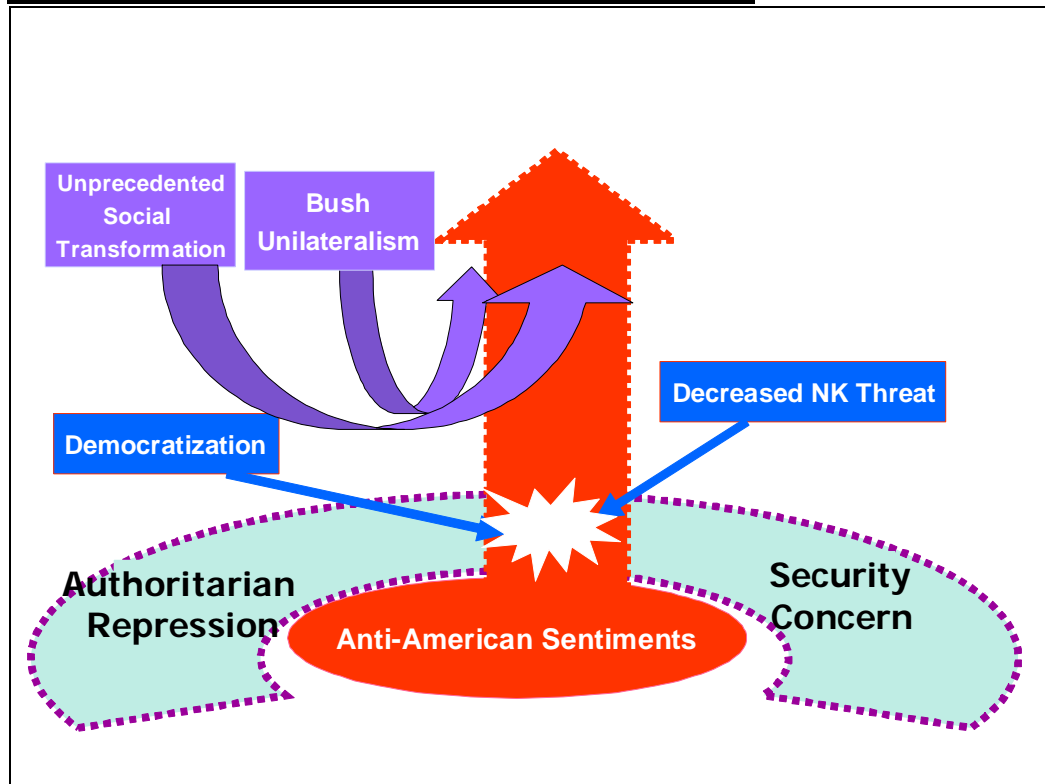 Unprecedented
Social
Transformation
Bush
Unilateralism
Decreased NK Threat
Democratization
Authoritarian
Repression
Security
Concern
Anti-American Sentiments